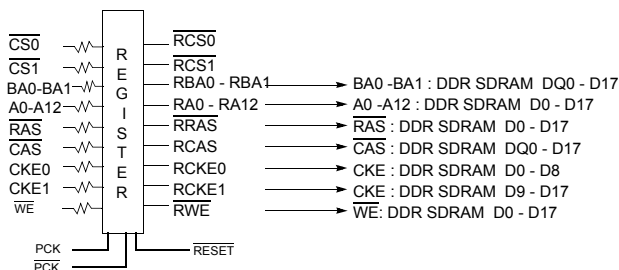 CS0 RCS0
CS1 RCS1
BA0-BA1 RBA0 - RBA1 BA0 -BA1 : DDR SDRAM DQ0 - D17
A0-A12 RA0 - RA12 A0 -A12 : DDR SDRAM D0 - D17
RAS RRAS RAS : DDR SDRAM D0 - D17
CAS RCAS CAS : DDR SDRAM DQ0 - D17
CKE0 RCKE0 CKE : DDR SDRAM D0 - D8
CKE1 RCKE1 CKE : DDR SDRAM D9 - D17
WE RWE WE: DDR SDRAM D0 - D17
REGISTER
PCK RESET
PCK